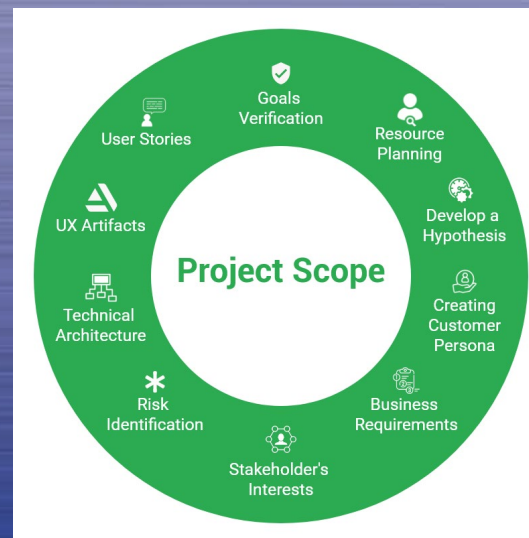 Goals
Verification
Resource
Planning
Develop a
Hypothesis
Creating
Customer
Persona
Business
Requirements
Stakeholder's
Interests
Risk
Identification
Technical
Architecture
UX Artifacts
User Stories
Project Scope